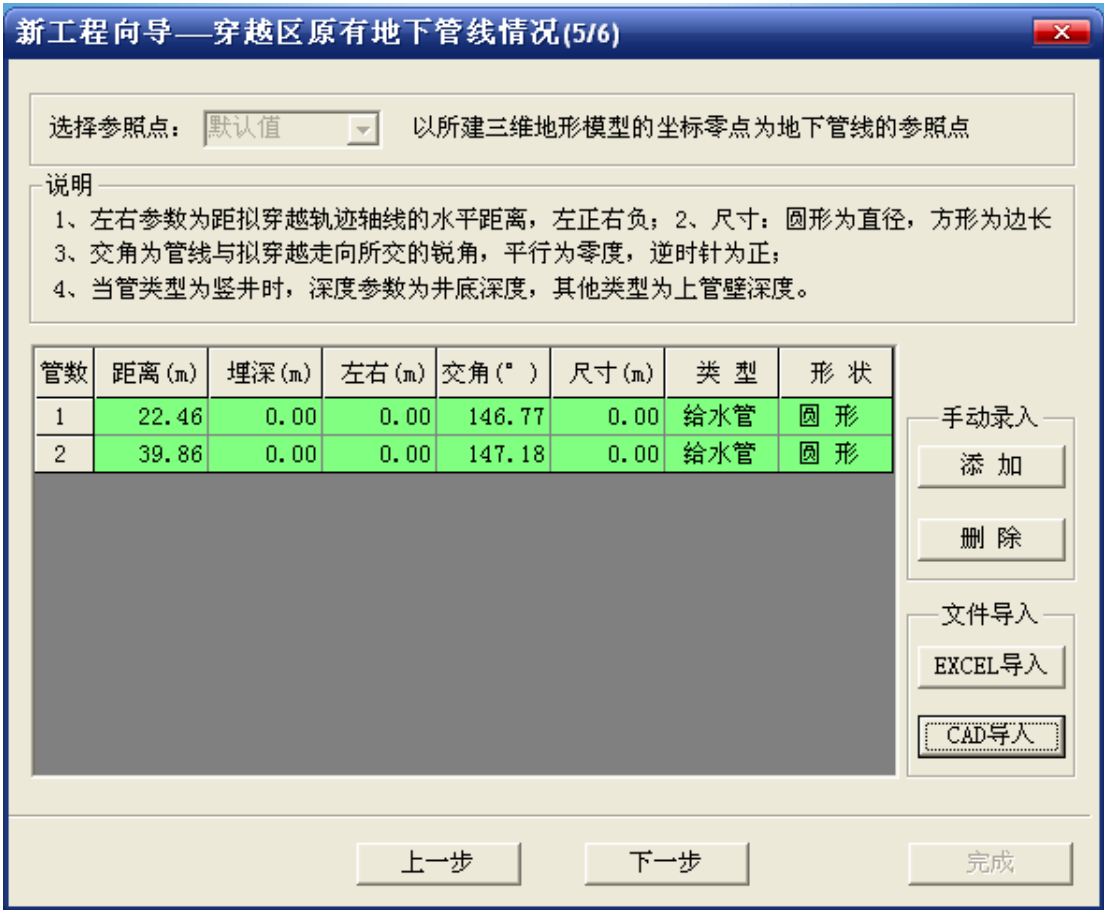 新工程向导——穿越区原有地下管线情况(5/6)
选择参照点： 默认值 以所建三维地形模型的坐标零点为地下管线的参照点
说明
1、左右参数为距拟穿越轨迹轴线的水平距离，左正右负；2、尺寸：圆形为直径，方形为边长
3、交角为管线与拟穿越走向所交的锐角，平行为零度，逆时针为正；
4、当管类型为竖井时，深度参数为井底深度，其他类型为上管壁深度。
管数 距离(m) 埋深(m) 左右(m) 交角(°) 尺寸(m) 类 型 形 状
1 22.46 0.00 0.00 146.77 0.00 给水管 圆 形
2 39.86 0.00 0.00 147.18 0.00 给水管 圆 形
手动录入
添 加
删 除
文件导入
EXCEL导入
CAD导入
上一步 下一步 完成